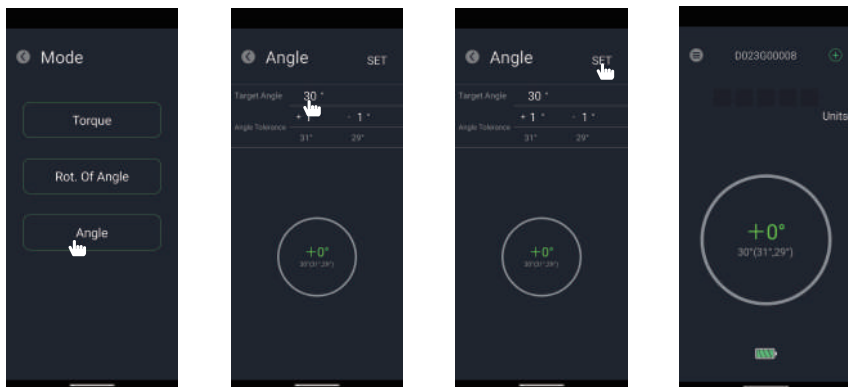 Mode
Torque
Rot. Of Angle
Angle
Angle SET
Target Angle 30 °
Angle Tolerance + 1 ° - 1 °
31° 29°
+0°
30°(31°,29°)
Angle SET
Target Angle 30 °
Angle Tolerance + 1 ° - 1 °
31° 29°
+0°
30°(31°,29°)
D023G00008
Units
+0°
30°(31°,29°)